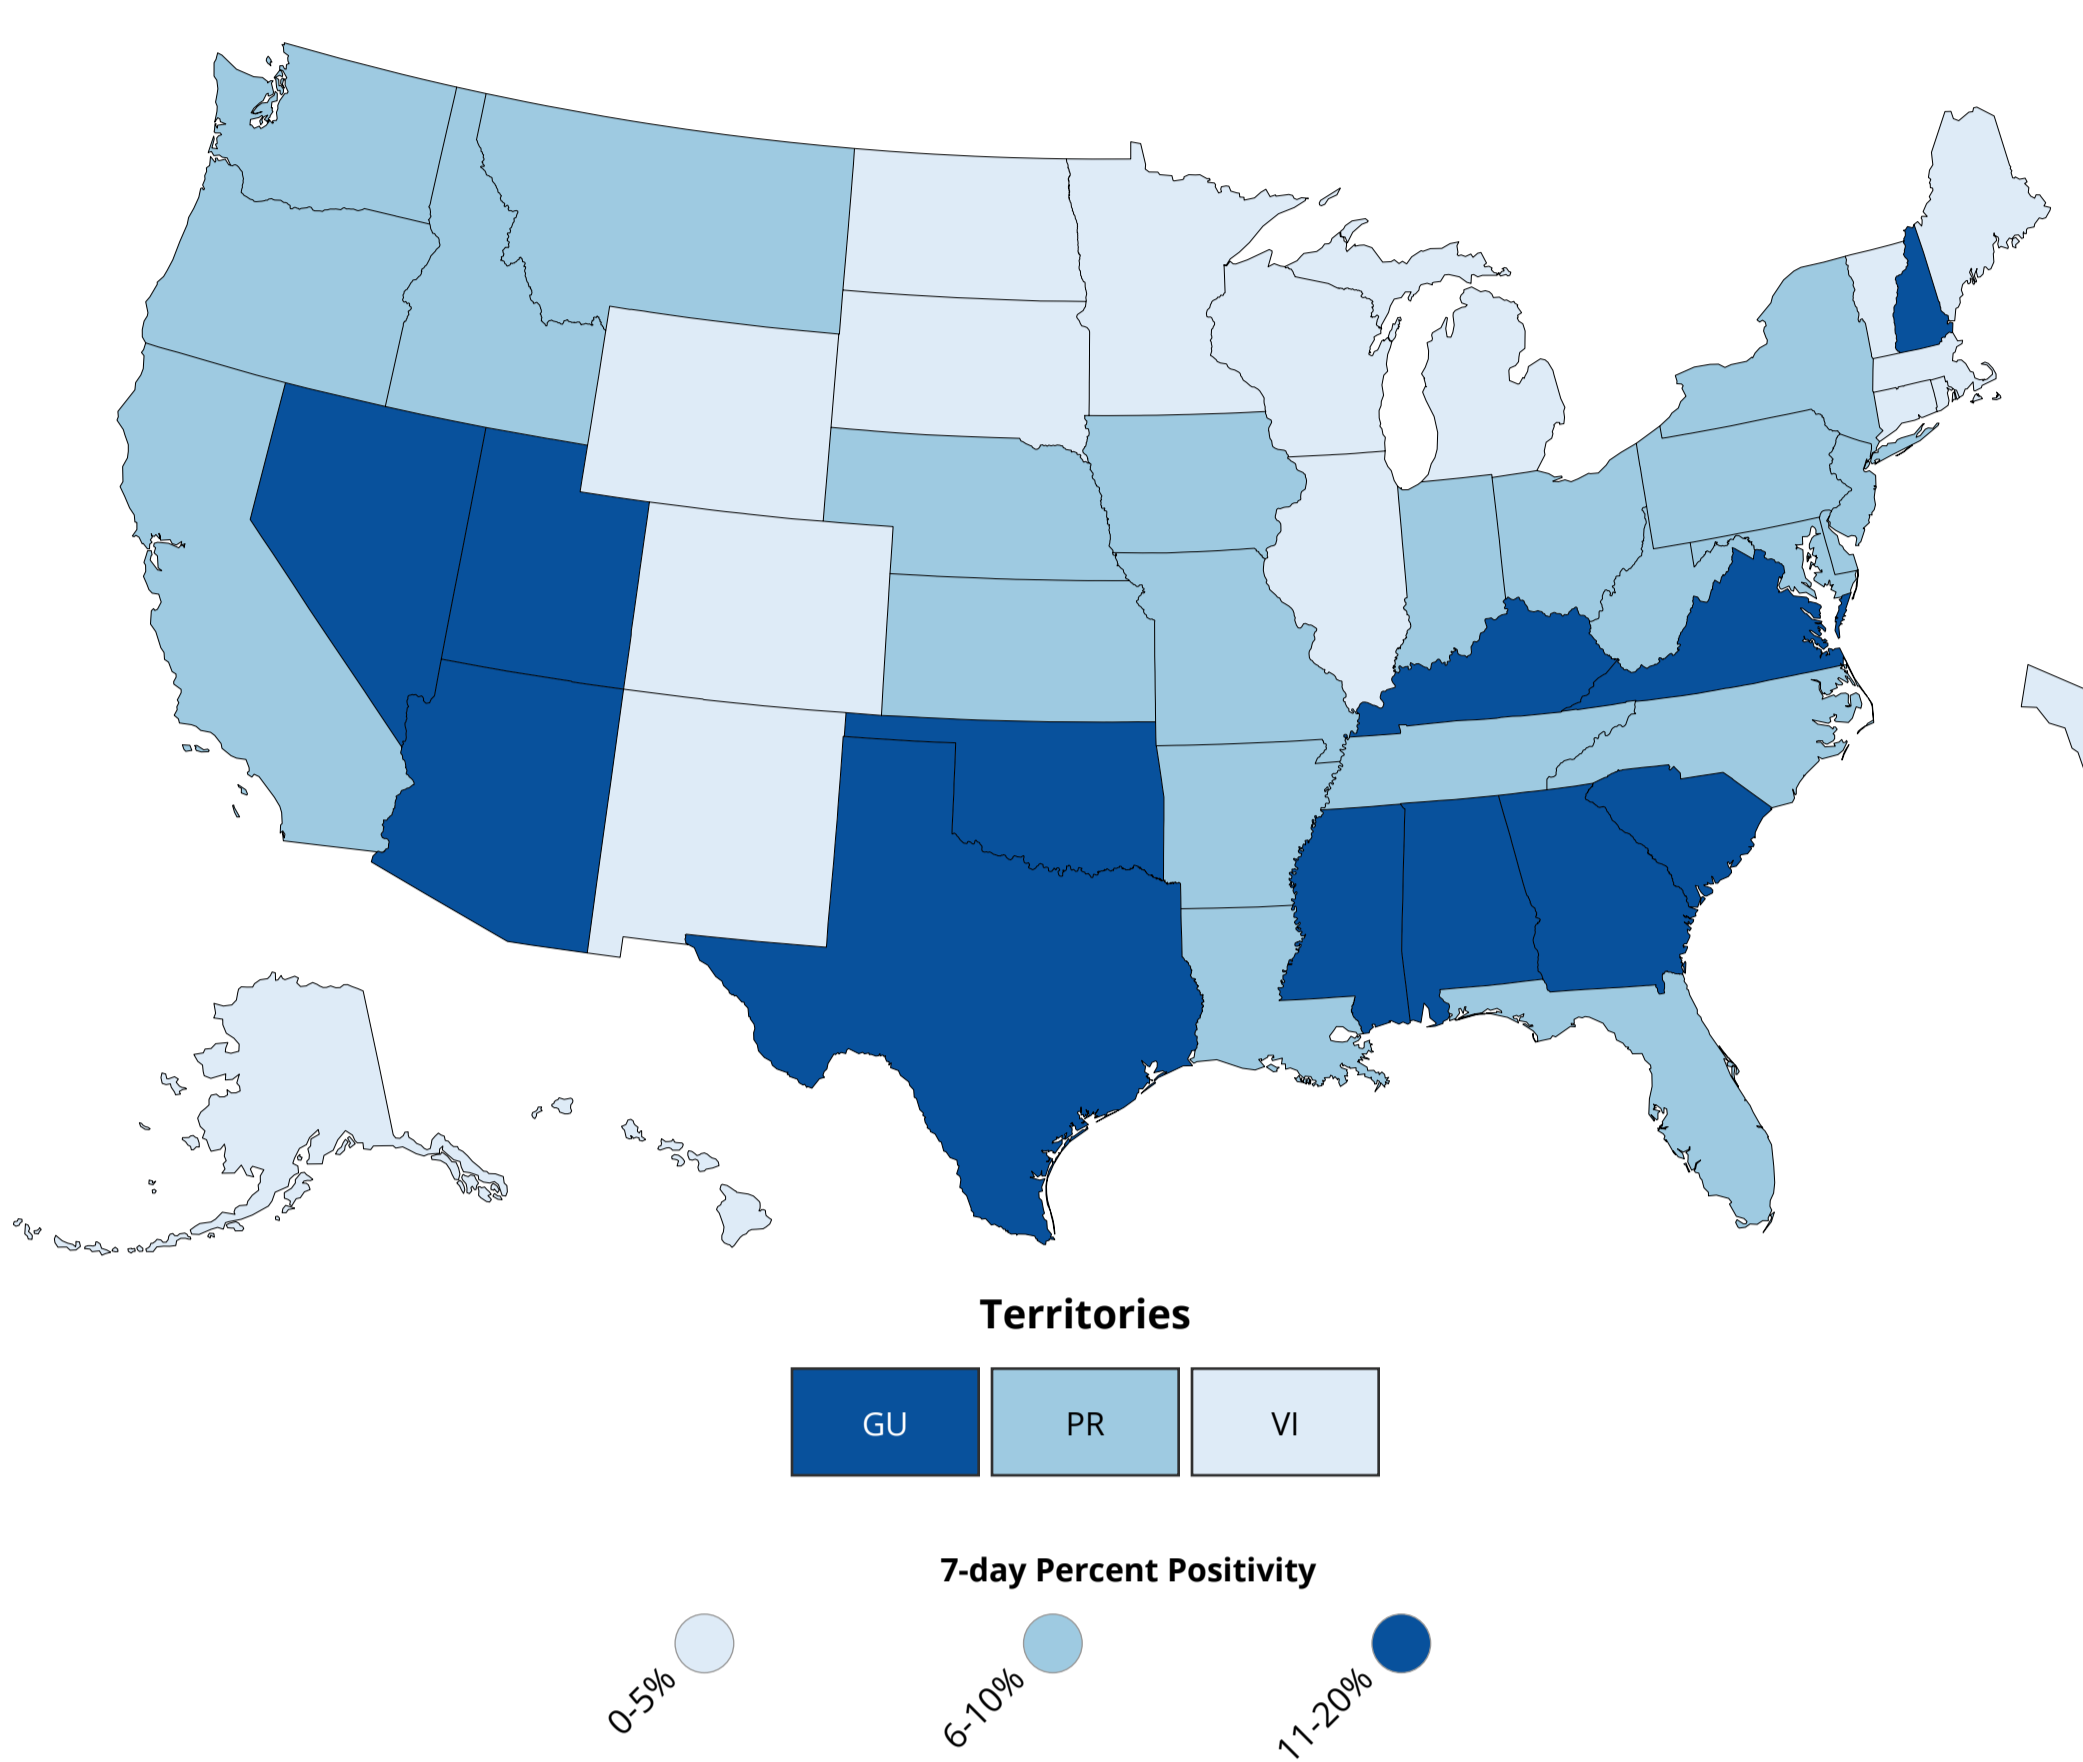 Territories
GU
PR
VI
7-day Percent Positivity
0-5%
6-10%
11-20%